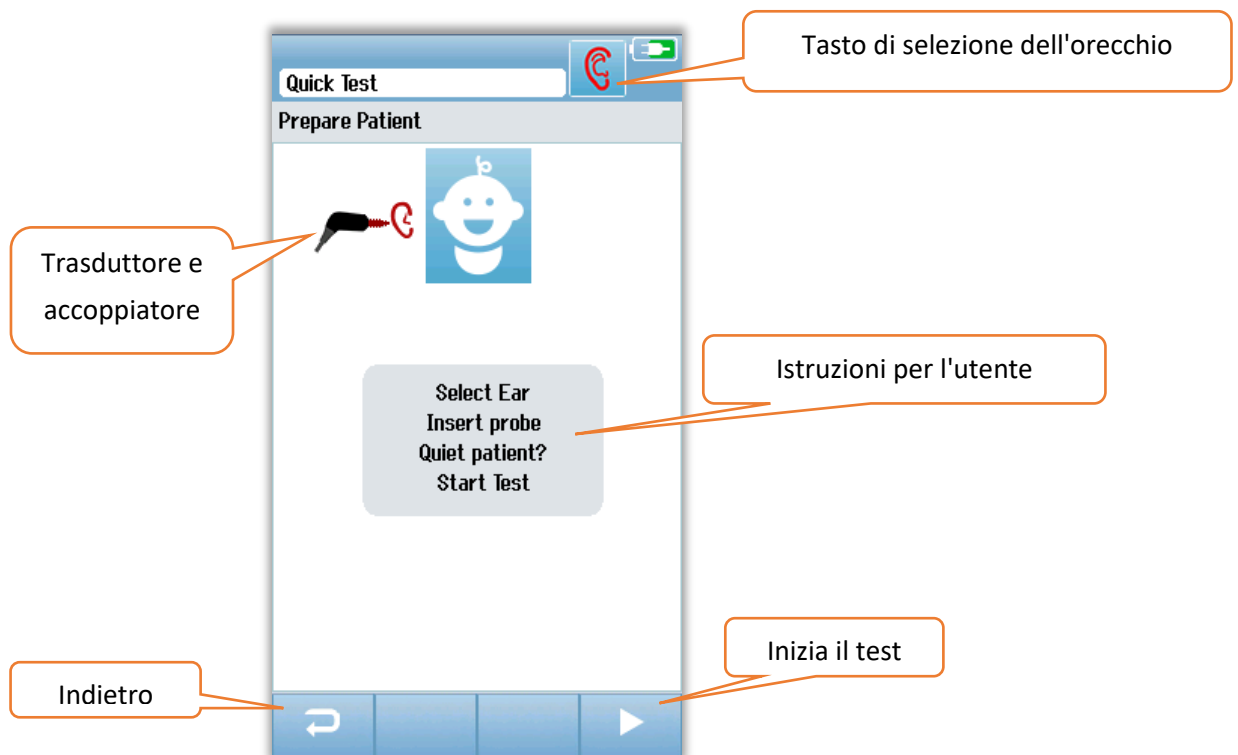 Tasto di selezione dell'orecchio
Quick Test
Prepare Patient
Trasduttore e
accoppiatore
Istruzioni per l'utente
Select Ear
Insert probe
Quiet patient?
Start Test
Inizia il test
Indietro